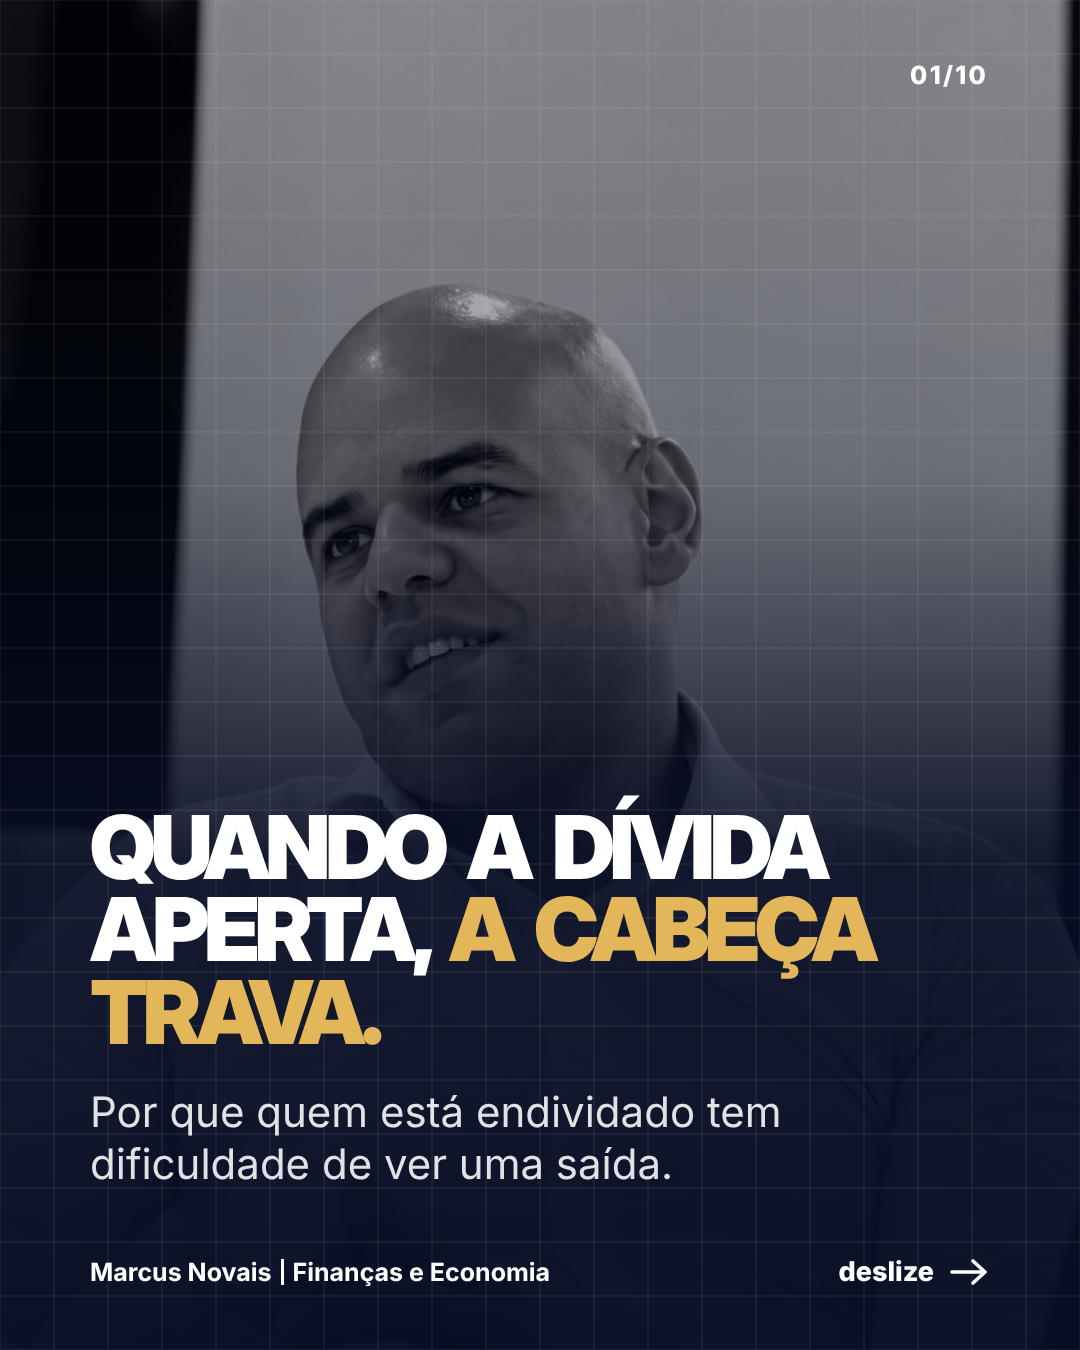 01/10
QUANDO A DÍVIDA
APERTA, A CABEÇA
TRAVA.
Por que quem está endividado tem
dificuldade de ver uma saída.
Marcus Novais | Finanças e Economia
deslize →